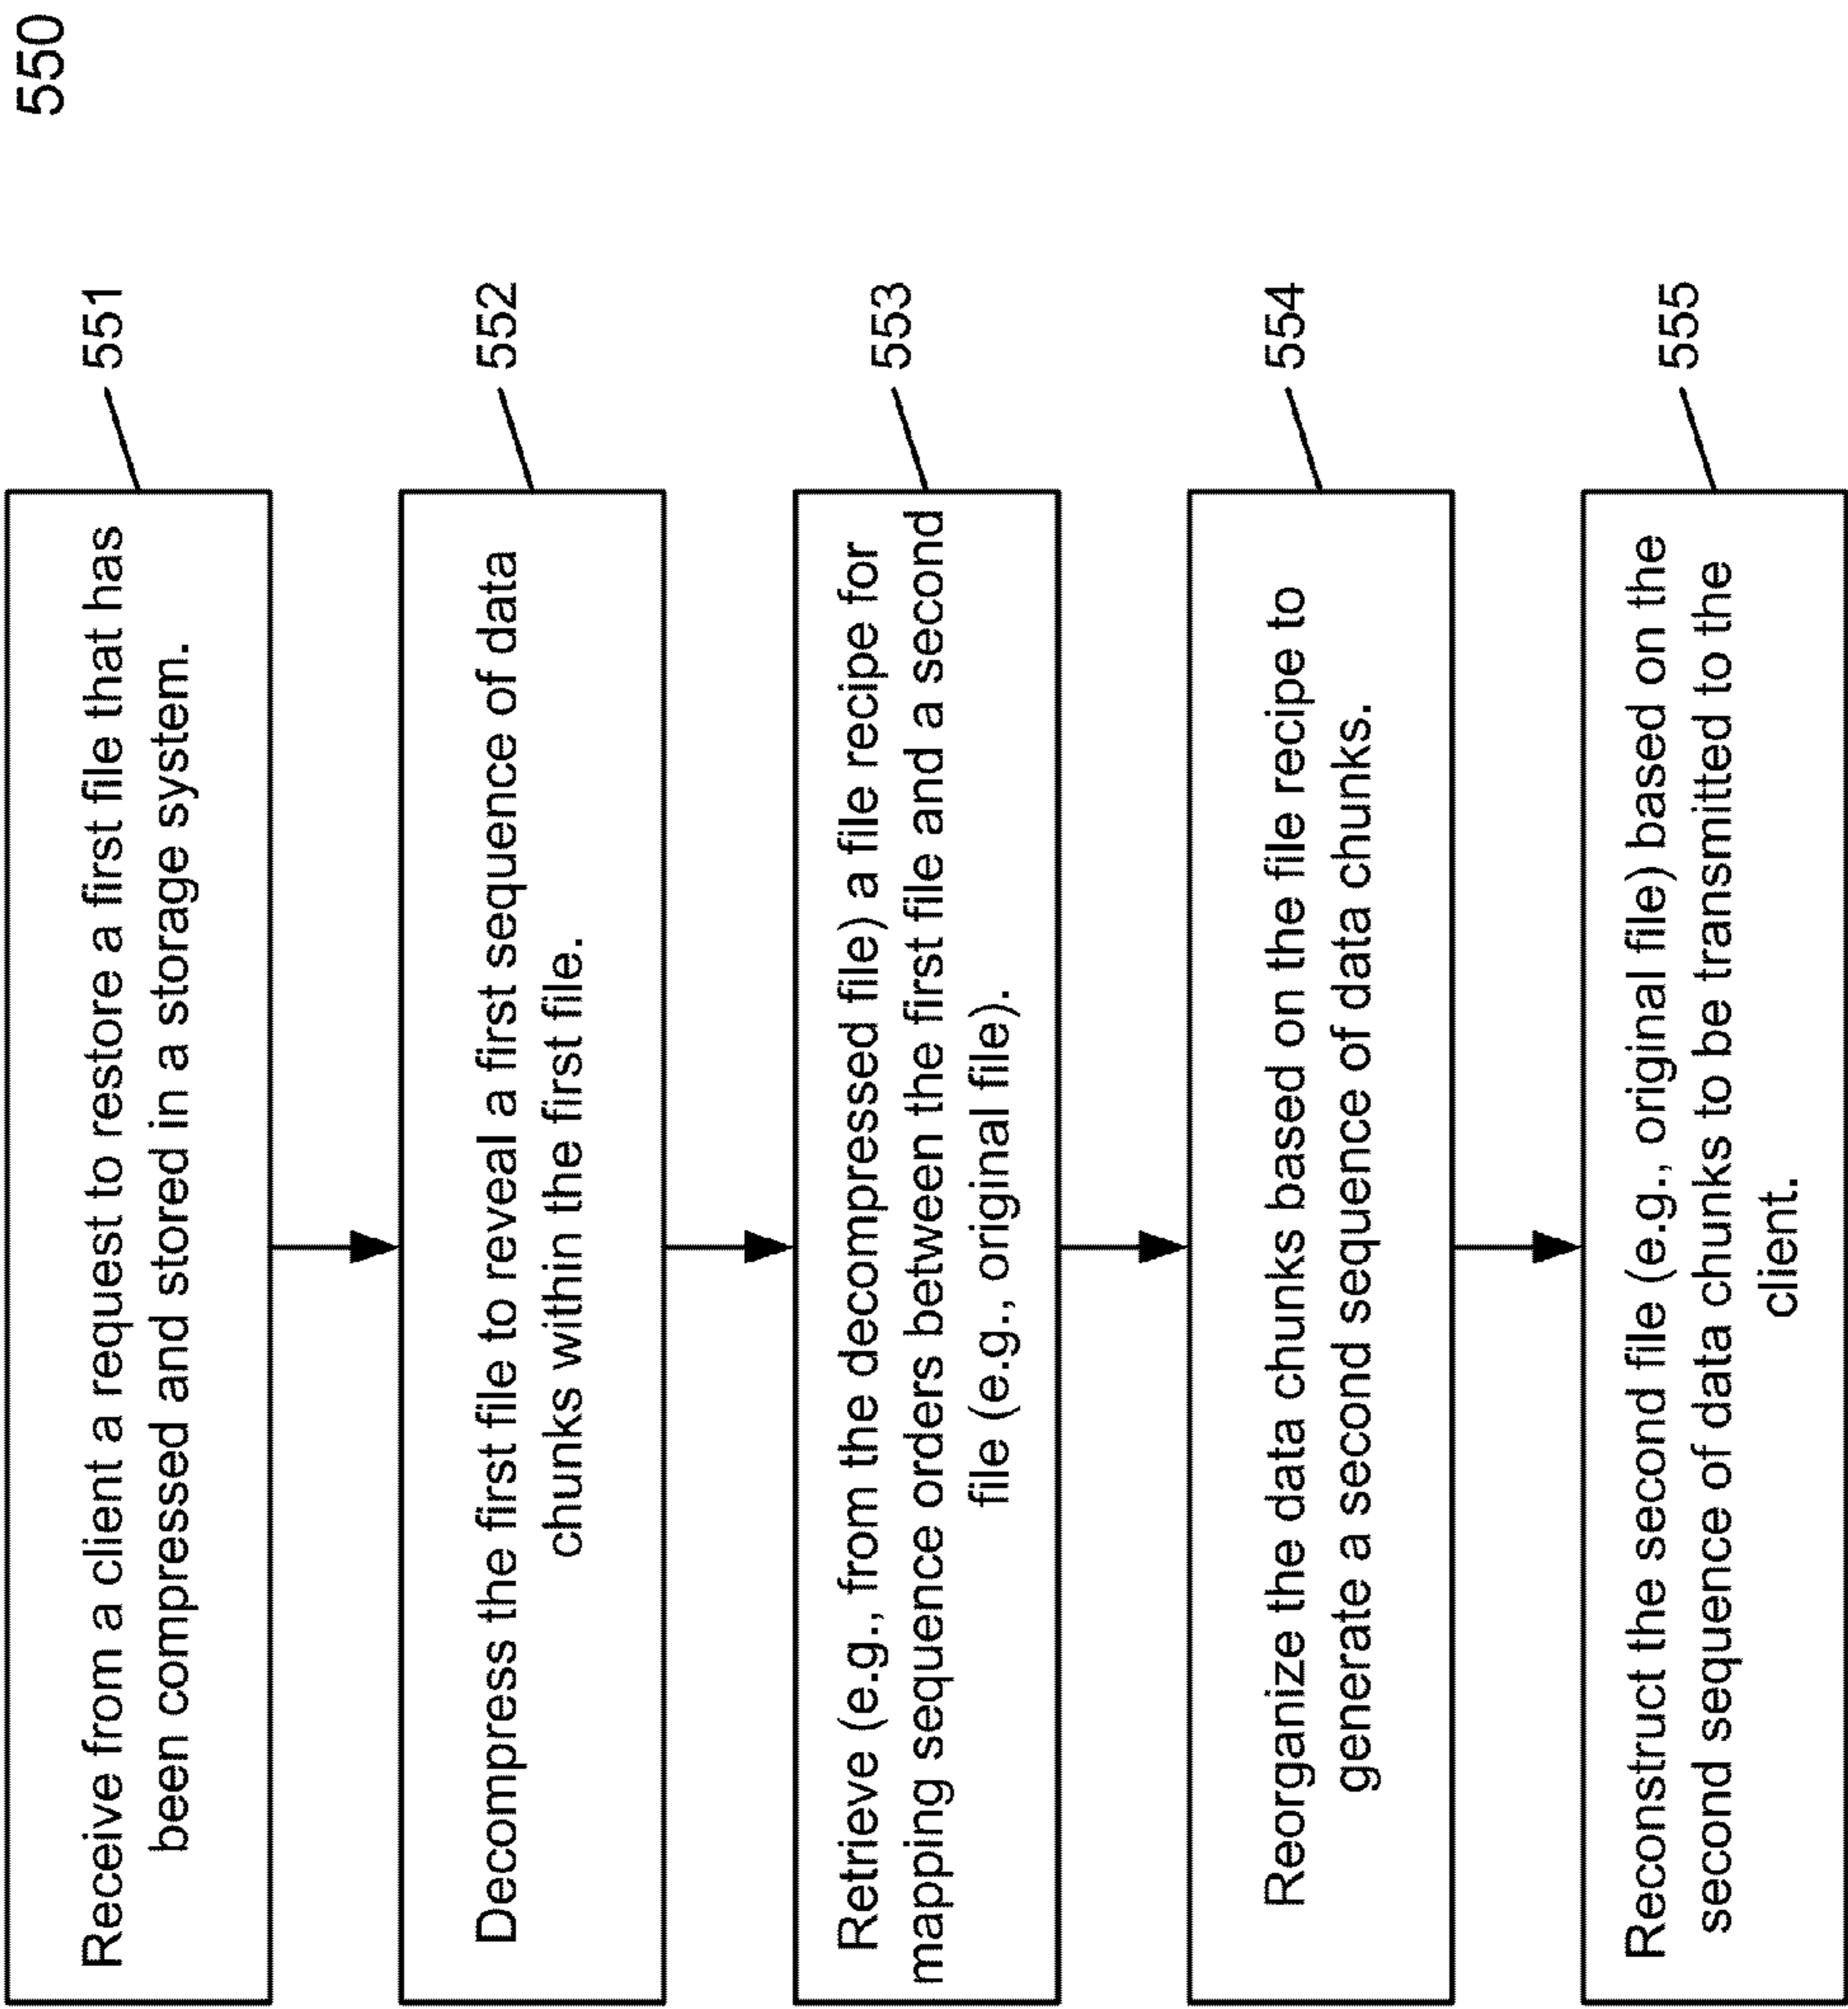 550
Receive from a client a request to restore a first file that has
been compressed and stored in a storage system.
551
Decompress the first file to reveal a first sequence of data
chunks within the first file.
552
Retrieve (e.g., from the decompressed file) a file recipe for
mapping sequence orders between the first file and a second
file (e.g., original file).
553
Reorganize the data chunks based on the file recipe to
generate a second sequence of data chunks.
554
Reconstruct the second file (e.g., original file) based on the
second sequence of data chunks to be transmitted to the
client.
555